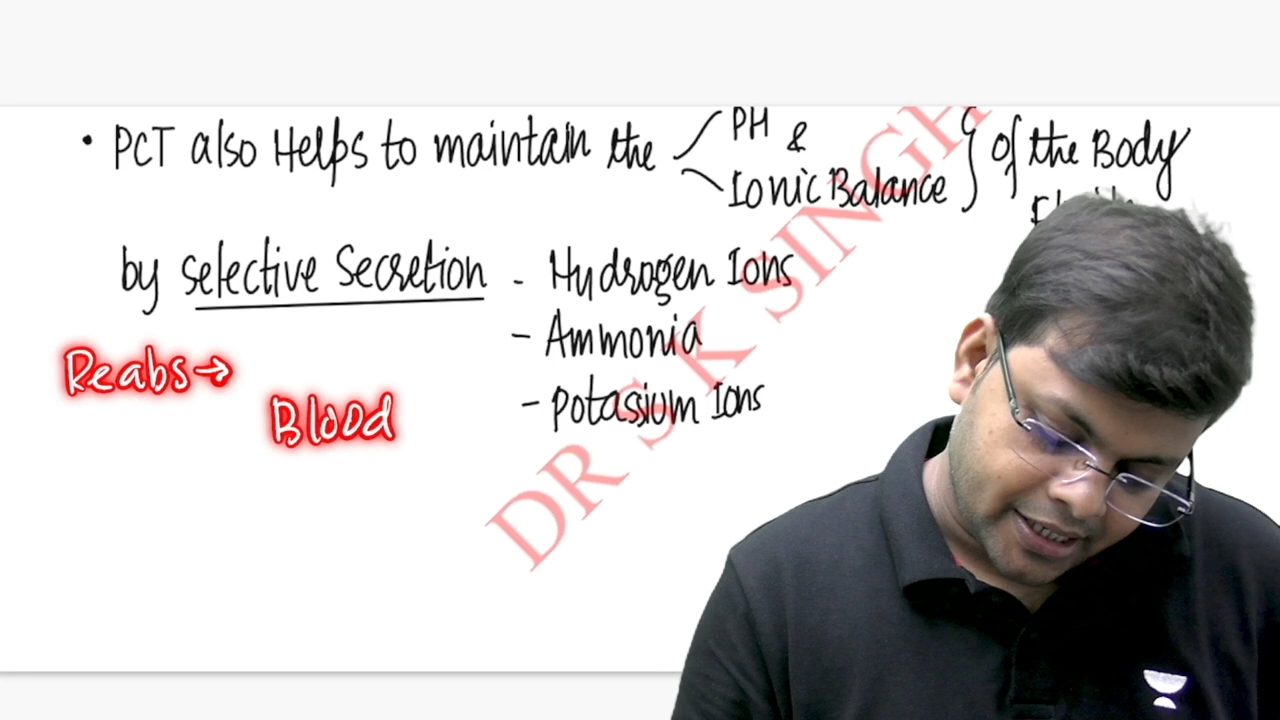 • PCT also Helps to maintain the PH & Ionic Balance of the Body
by selective Secretion - Hydrogen Ions
- Ammonia
- Potassium Ions
Reabs→
Blood
DR S K SINGH